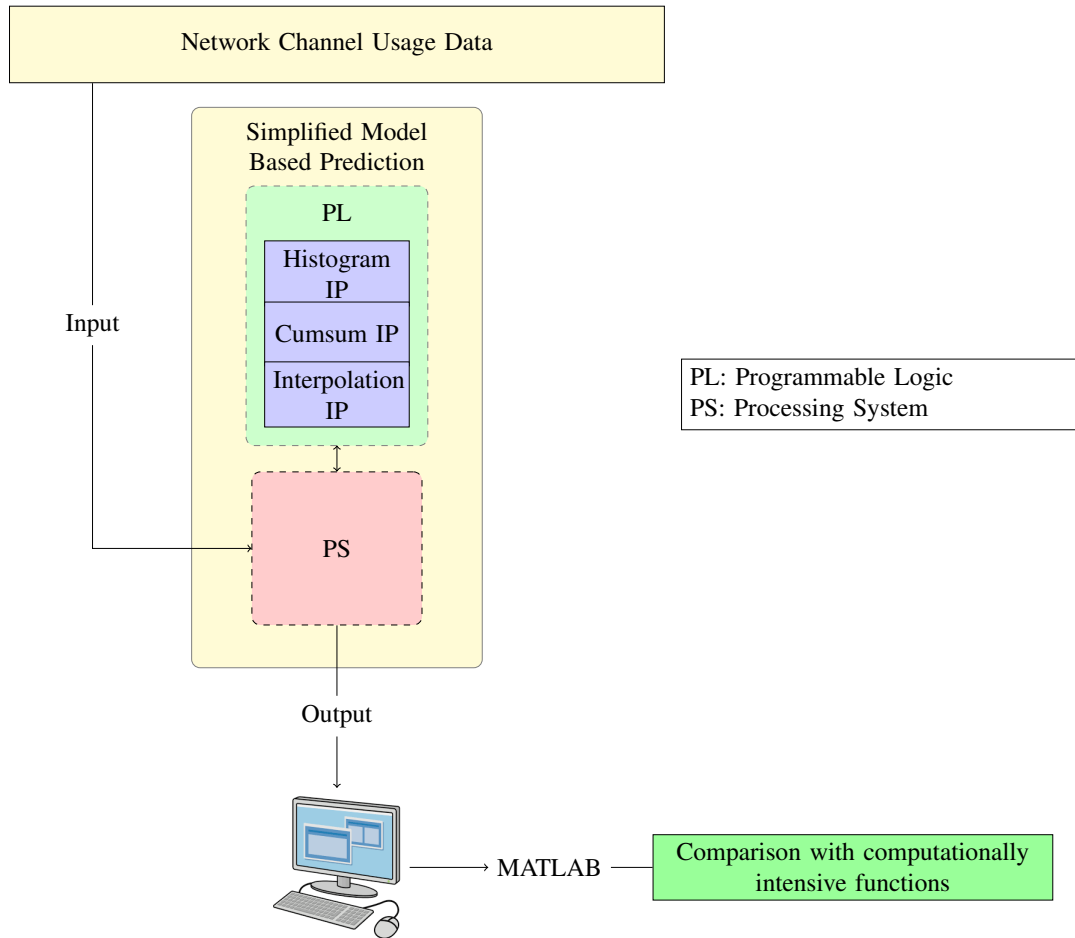 Network Channel Usage Data
Simplified Model
Based Prediction
PL
Histogram
IP
Cumsum IP
Interpolation
IP
Input
PL: Programmable Logic
PS: Processing System
PS
Output
MATLAB
Comparison with computationally
intensive functions